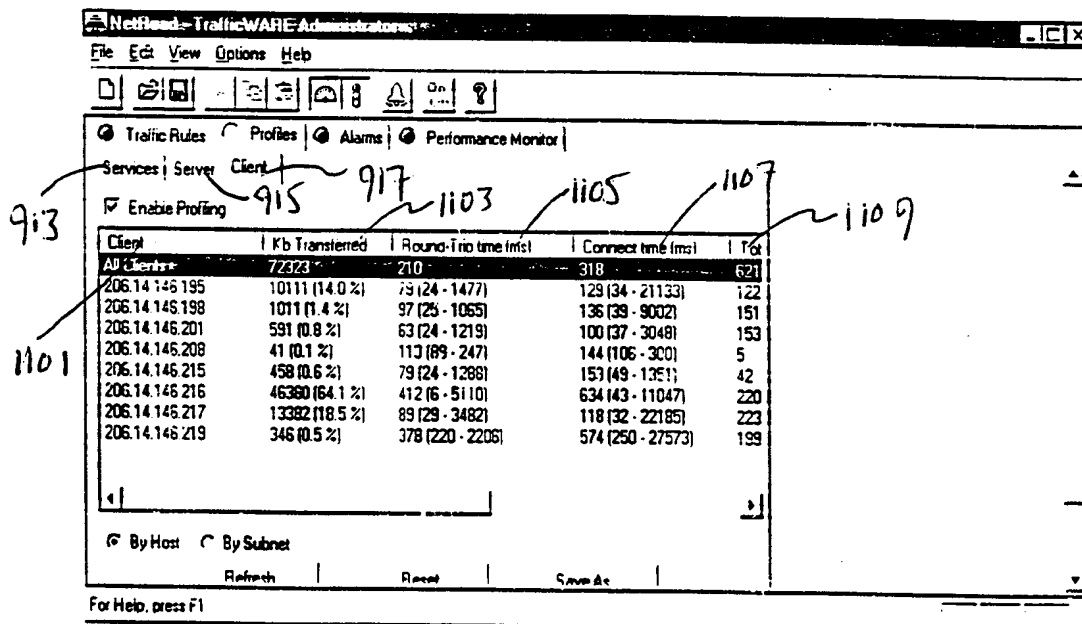 NetRoad - TrafficWARE Administrator
File Edit View Options Help
On
Traffic Rules Profiles Alarms Performance Monitor
Services Server Client
913 915 917 1103 1105 1107 1109
Enable Profiling
Client Kb Transferred Round-Trip time (ms) Connect time (ms) Tot
All Clients 72323 210 318 621
206.14.146.195 10111 (14.0 %) 79 (24 - 1477) 129 (34 - 21133) 122
206.14.146.198 1011 (1.4 %) 97 (25 - 1065) 136 (39 - 9002) 151
206.14.146.201 591 (0.8 %) 63 (24 - 1219) 100 (37 - 3048) 153
206.14.146.208 41 (0.1 %) 113 (89 - 247) 144 (106 - 300) 5
206.14.146.215 458 (0.6 %) 79 (24 - 1288) 153 (49 - 1351) 42
206.14.146.216 46380 (64.1 %) 412 (6 - 5110) 634 (43 - 11047) 220
206.14.146.217 13382 (18.5 %) 89 (29 - 3482) 118 (32 - 22185) 223
206.14.146.219 346 (0.5 %) 378 (220 - 2206) 574 (250 - 27573) 199
1101
By Host By Subnet
Refresh Reset Save As
For Help, press F1